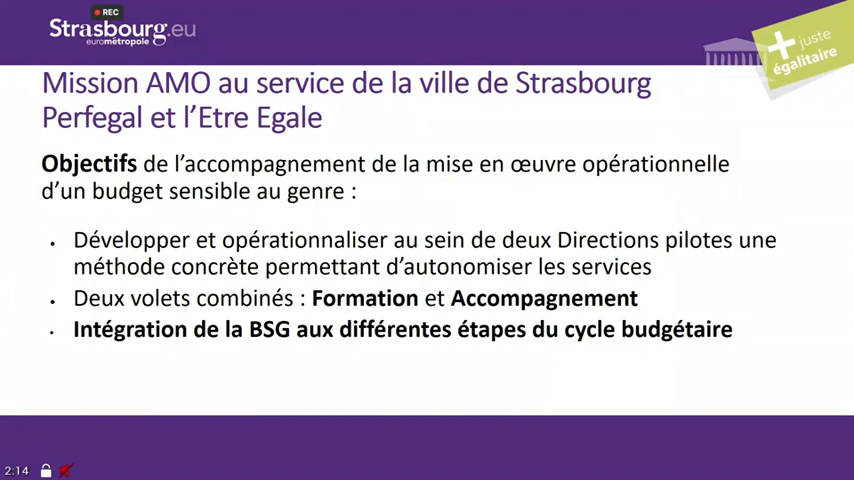 REC
Strasbourg.eu
eurométropole
+ juste
égalitaire
Mission AMO au service de la ville de Strasbourg
Perfegal et l’Etre Egale
Objectifs de l’accompagnement de la mise en œuvre opérationnelle
d’un budget sensible au genre :
• Développer et opérationnaliser au sein de deux Directions pilotes une
méthode concrète permettant d’autonomiser les services
• Deux volets combinés : Formation et Accompagnement
• Intégration de la BSG aux différentes étapes du cycle budgétaire
2:14